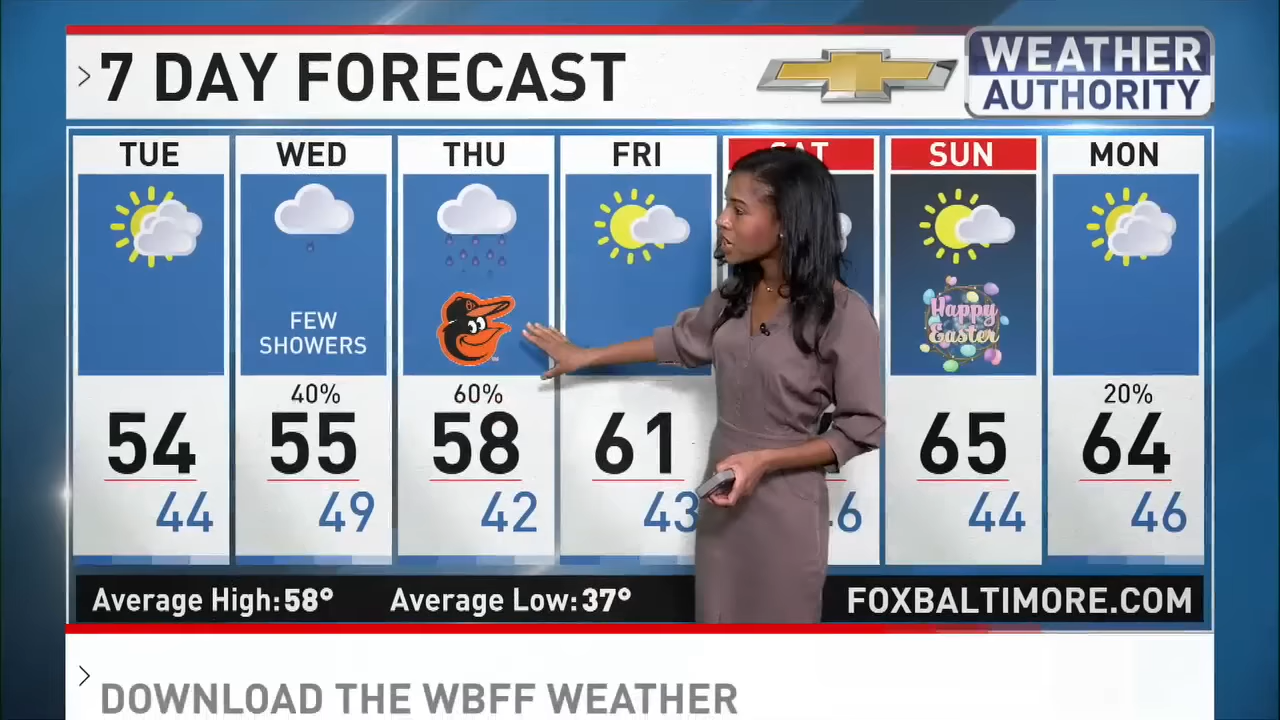 7 DAY FORECAST
WEATHER
AUTHORITY
TUE
WED
THU
FRI
SAT
SUN
MON
FEW
SHOWERS
Happy
Easter
40%
60%
20%
54
55
58
61
65
64
44
49
42
43
6
44
46
Average High:58°
Average Low:37°
FOXBALTIMORE.COM
DOWNLOAD THE WBFF WEATHER